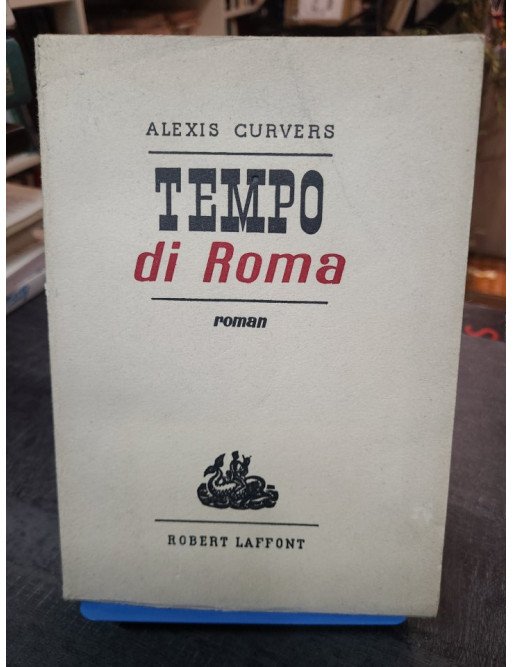 ALEXIS CURVERS
TEMPO
di Roma
roman
ROBERT LAFFONT